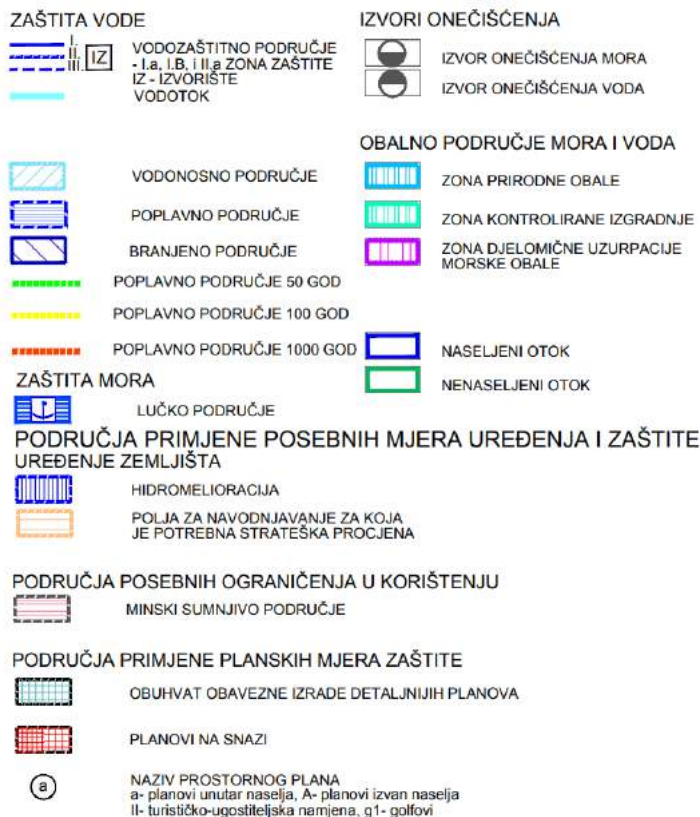 ZAŠTITA VODE
I.
II.
III.
IZ
VODOZAŠTITNO PODRUČJE
- I.a, I.B, i II.a ZONA ZAŠTITE
IZ - IZVORIŠTE
VODOTOK
VODONOSNO PODRUČJE
POPLAVNO PODRUČJE
BRANJENO PODRUČJE
POPLAVNO PODRUČJE 50 GOD
POPLAVNO PODRUČJE 100 GOD
POPLAVNO PODRUČJE 1000 GOD
ZAŠTITA MORA
LUČKO PODRUČJE
IZVORI ONEČIŠĆENJA
IZVOR ONEČIŠĆENJA MORA
IZVOR ONEČIŠĆENJA VODA
OBALNO PODRUČJE MORA I VODA
ZONA PRIRODNE OBALE
ZONA KONTROLIRANE IZGRADNJE
ZONA DJELOMIČNE UZURPACIJE
MORSKE OBALE
NASELJENI OTOK
NENASELJENI OTOK
PODRUČJA PRIMJENE POSEBNIH MJERA UREĐENJA I ZAŠTITE
UREĐENJE ZEMLJIŠTA
HIDROMELIORACIJA
POLJA ZA NAVODNJAVANJE ZA KOJA
JE POTREBNA STRATEŠKA PROCJENA
PODRUČJA POSEBNIH OGRANIČENJA U KORIŠTENJU
MINSKI SUMNJIVO PODRUČJE
PODRUČJA PRIMJENE PLANSKIH MJERA ZAŠTITE
OBUHVAT OBAVEZNE IZRADE DETALJNIJIH PLANOVA
PLANOVI NA SNAZI
a
NAZIV PROSTORNOG PLANA
a- planovi unutar naselja, A- planovi izvan naselja
II- turističko-ugostiteljska namjena, g1- golfovi